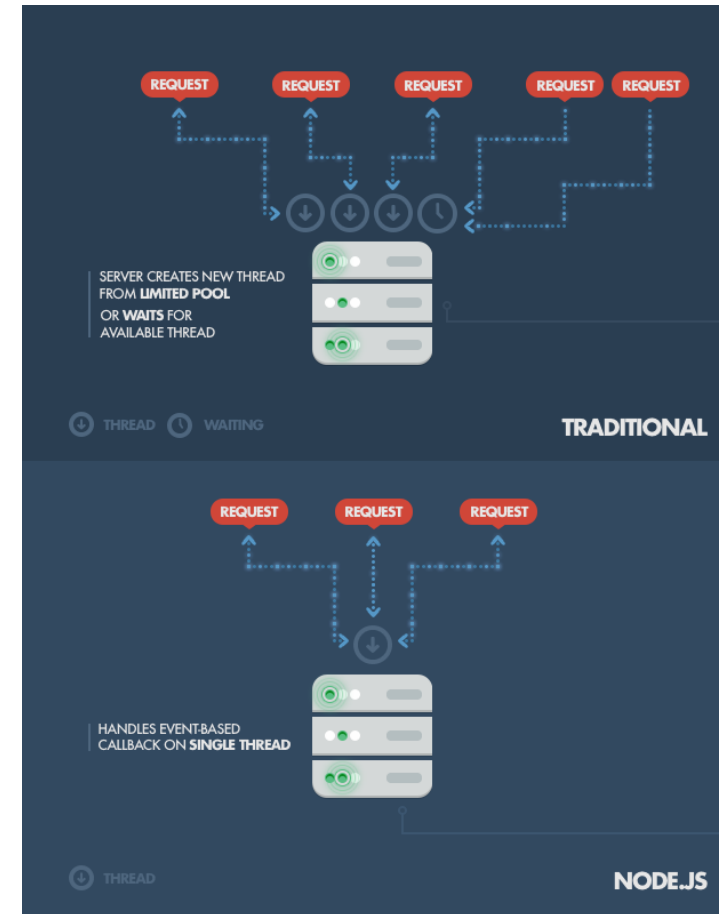 REQUEST REQUEST REQUEST REQUEST REQUEST
SERVER CREATES NEW THREAD
FROM LIMITED POOL
OR WAITS FOR
AVAILABLE THREAD
THREAD WAITING
TRADITIONAL
REQUEST REQUEST REQUEST
HANDLES EVENT-BASED
CALLBACK ON SINGLE THREAD
THREAD
NODE.JS